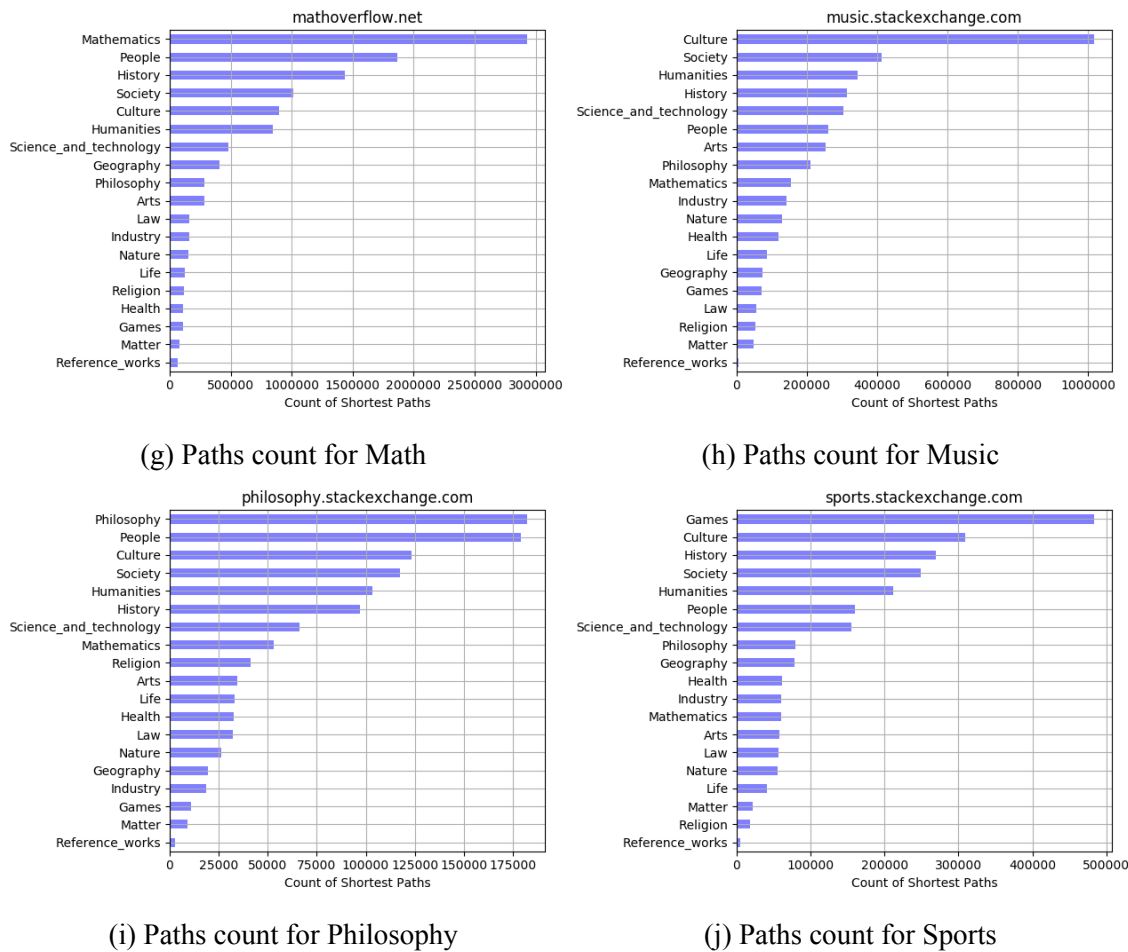 mathoverflow.net
Mathematics
People
History
Society
Culture
Humanities
Science_and_technology
Geography
Philosophy
Arts
Law
Industry
Nature
Life
Religion
Health
Games
Matter
Reference_works
0 500000 1000000 1500000 2000000 2500000 3000000
Count of Shortest Paths
(g) Paths count for Math
music.stackexchange.com
Culture
Society
Humanities
History
Science_and_technology
People
Arts
Philosophy
Mathematics
Industry
Nature
Health
Life
Geography
Games
Law
Religion
Matter
Reference_works
0 200000 400000 600000 800000 1000000
Count of Shortest Paths
(h) Paths count for Music
philosophy.stackexchange.com
Philosophy
People
Culture
Society
Humanities
History
Science_and_technology
Mathematics
Religion
Arts
Life
Health
Law
Nature
Geography
Industry
Games
Matter
Reference_works
0 25000 50000 75000 100000 125000 150000 175000
Count of Shortest Paths
(i) Paths count for Philosophy
sports.stackexchange.com
Games
Culture
History
Society
Humanities
People
Science_and_technology
Philosophy
Geography
Health
Industry
Mathematics
Arts
Law
Nature
Life
Matter
Religion
Reference_works
0 100000 200000 300000 400000 500000
Count of Shortest Paths
(j) Paths count for Sports